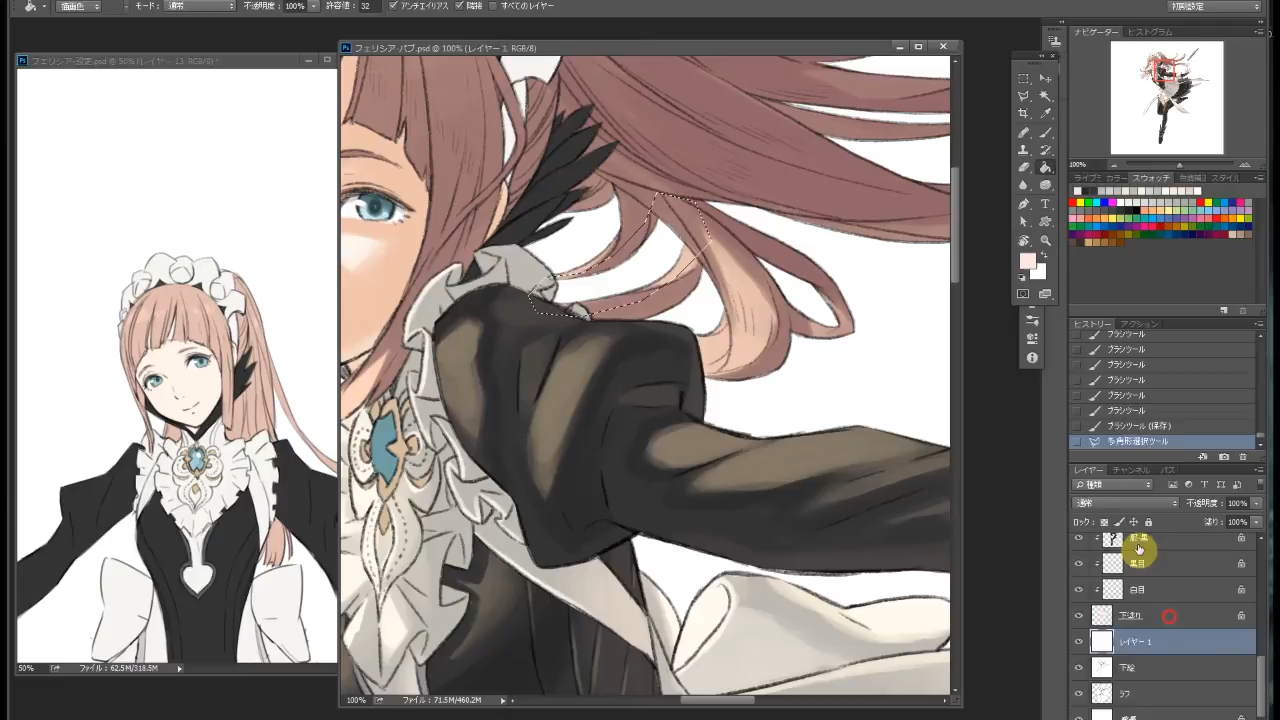 描画色 モード: 通常 不透明度: 100% 許容値: 32 アンチエイリアス 隣接 すべてのレイヤー 初期設定
フェリシア-設定.psd @ 50% (レイヤー 13, RGB/8) *
フェリシア-パブ.psd @ 100% (レイヤー 1, RGB/8)
50% ファイル : 62.5M/318.5M
100% ファイル : 71.5M/460.2M
ナビゲーター ヒストグラム
100%
カラー スウォッチ スタイル
ヒストリー アクション
ブラシツール
ブラシツール
ブラシツール
ブラシツール
ブラシツール
ブラシツール
ブラシツール (保存)
多角形選択ツール
レイヤー チャンネル パス
種類
通常 不透明度: 100%
ロック: 塗り: 100%
黒目
白目
下塗り
レイヤー 1
下絵
ラフ